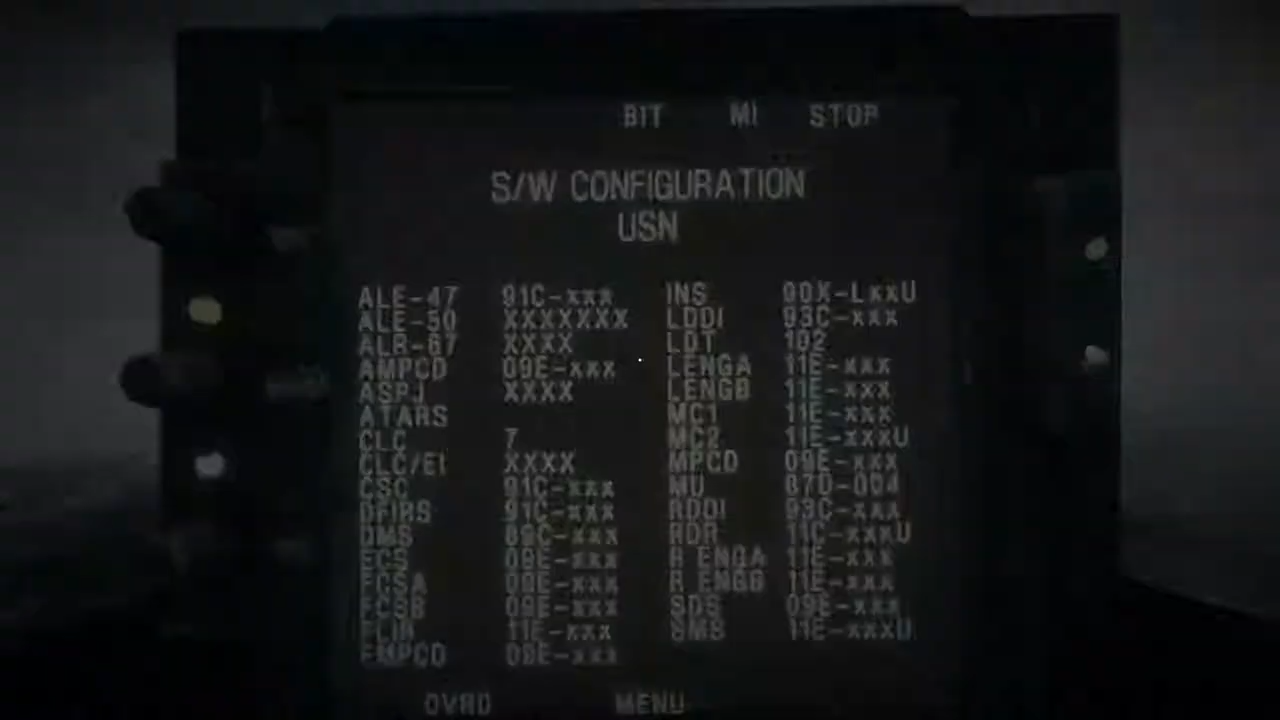 BIT MI STOP
S/W CONFIGURATION
USN
ALE-47 91C-xxx INS 90X-LxxU
ALE-50 XXXXXXX LDDI 93C-xxx
ALR-67 XXXX LDT 102
AMPCD 09E-xxx LENGA 11E-xxx
ASPJ XXXX LENGB 11E-xxx
ATARS MC1 11E-xxx
CLC 7 MC2 11E-xxxU
CLC/EI XXXX MPCD 09E-xxx
CSC 91C-xxx MU 87D-004
DFIRS 91C-xxx RDDI 93C-xxx
DMS 89C-xxx RDR 11C-xxxU
ECS 09E-xxx R ENGA 11E-xxx
FCSA 09E-xxx R ENGB 11E-xxx
FCSB 09E-xxx SDS 09E-xxx
FLIR 11E-xxx SMS 11E-xxxU
FMPCD 09E-xxx
OVRD MENU